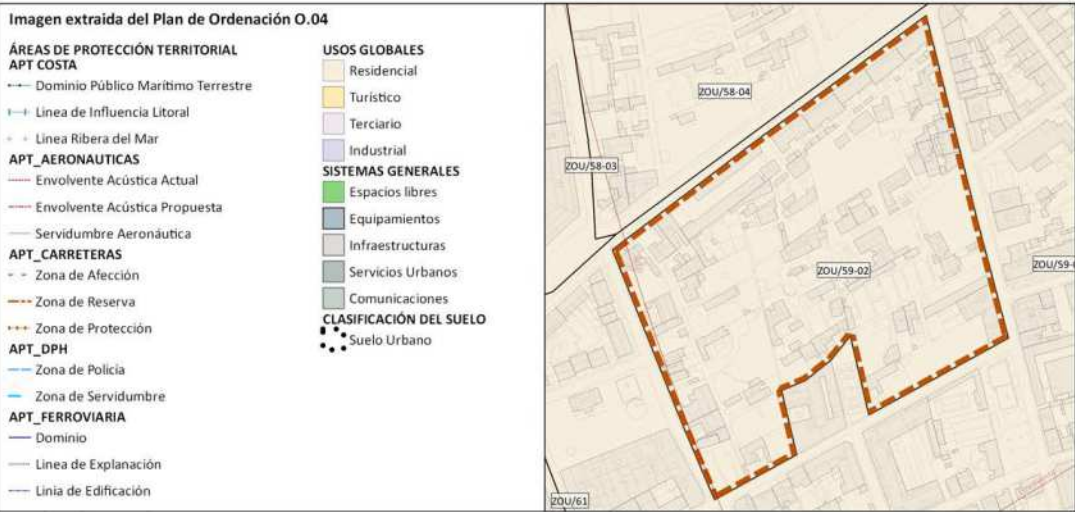 Imagen extraida del Plan de Ordenación O.04
ÁREAS DE PROTECCIÓN TERRITORIAL
APT COSTA
Dominio Público Marítimo Terrestre
Linea de Influencia Litoral
Linea Ribera del Mar
APT_AERONAUTICAS
Envolvente Acústica Actual
Envolvente Acústica Propuesta
Servidumbre Aeronáutica
APT_CARRETERAS
Zona de Afección
Zona de Reserva
Zona de Protección
APT_DPH
Zona de Policía
Zona de Servidumbre
APT_FERROVIARIA
Dominio
Linea de Explanación
Linia de Edificación
USOS GLOBALES
Residencial
Turístico
Terciario
Industrial
SISTEMAS GENERALES
Espacios libres
Equipamientos
Infraestructuras
Servicios Urbanos
Comunicaciones
CLASIFICACIÓN DEL SUELO
Suelo Urbano
ZOU/58-04
ZOU/58-03
ZOU/59-02
ZOU/61